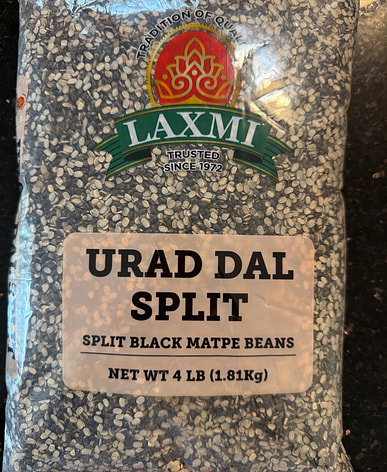 TRADITION OF QUAL
LAXMI
TRUSTED
SINCE 1972
URAD DAL
SPLIT
SPLIT BLACK MATPE BEANS
NET WT 4 LB (1.81Kg)